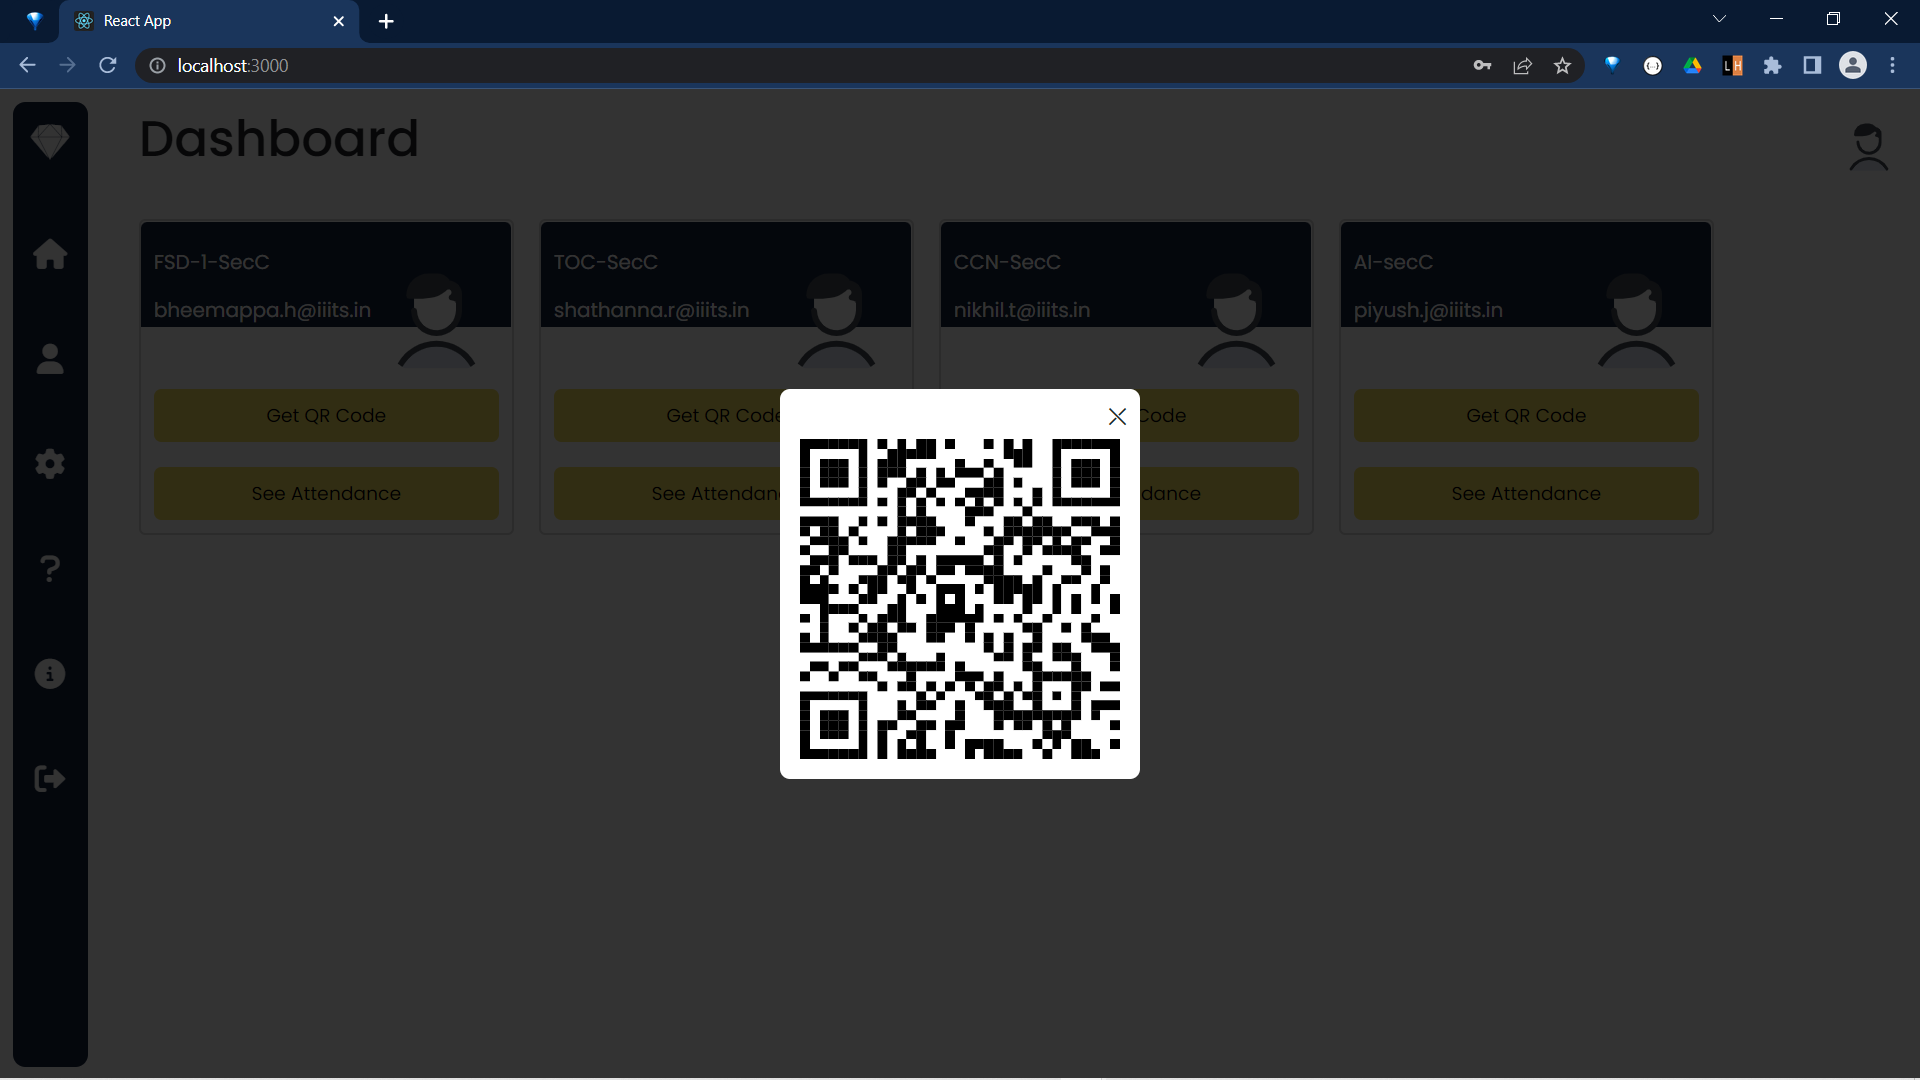 React App
localhost:3000
LH
Dashboard
FSD-1-SecC
bheemappa.h@iiits.in
Get QR Code
See Attendance
TOC-SecC
shathanna.r@iiits.in
Get QR Code
See Attendan
CCN-SecC
nikhil.t@iiits.in
Code
dance
AI-secC
piyush.j@iiits.in
Get QR Code
See Attendance
?